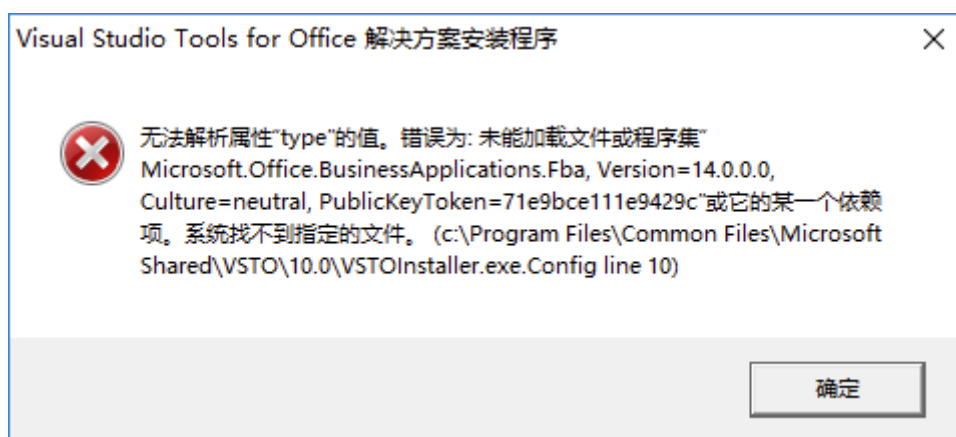 Visual Studio Tools for Office 解决方案安装程序
无法解析属性“type”的值。错误为: 未能加载文件或程序集“
Microsoft.Office.BusinessApplications.Fba, Version=14.0.0.0,
Culture=neutral, PublicKeyToken=71e9bce111e9429c”或它的某一个依赖
项。系统找不到指定的文件。 (c:\Program Files\Common Files\Microsoft
Shared\VSTO\10.0\VSTOInstaller.exe.Config line 10)
确定